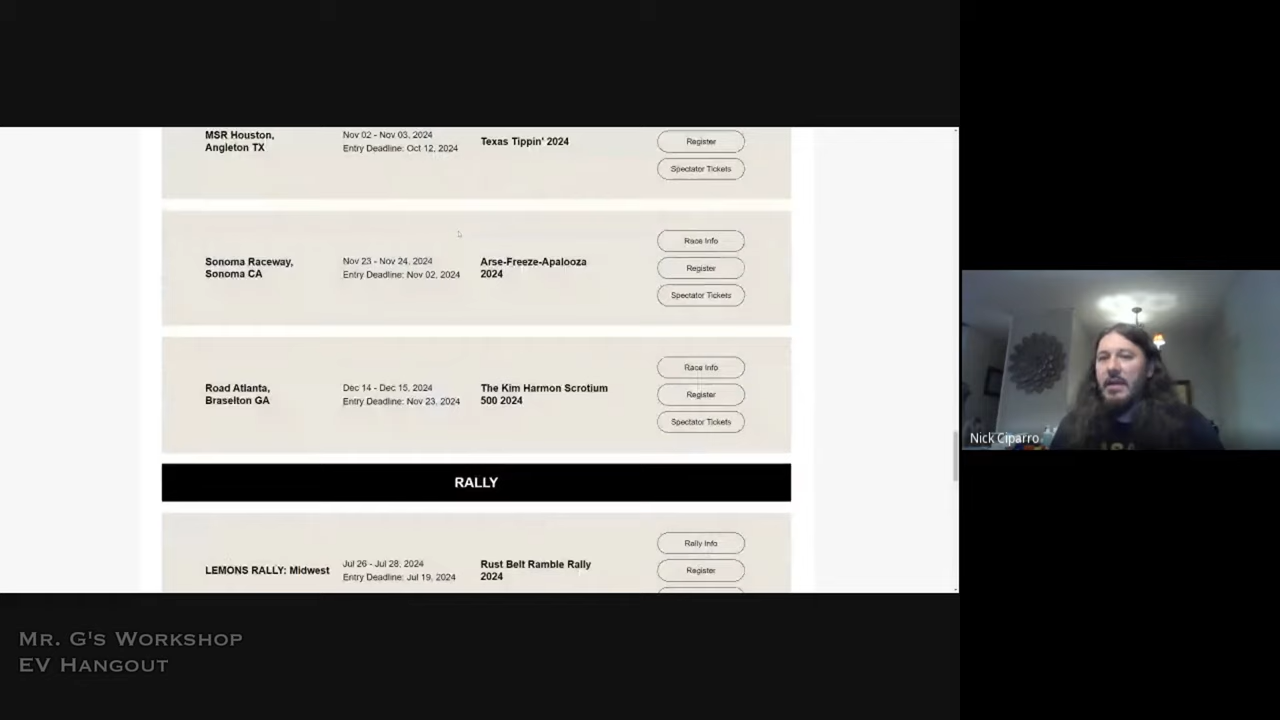 MSR Houston,
Angleton TX
Nov 02 - Nov 03, 2024
Entry Deadline: Oct 12, 2024
Texas Tippin' 2024
Register
Spectator Tickets
Sonoma Raceway,
Sonoma CA
Nov 23 - Nov 24, 2024
Entry Deadline: Nov 02, 2024
Arse-Freeze-Apalooza
2024
Race Info
Register
Spectator Tickets
Road Atlanta,
Braselton GA
Dec 14 - Dec 15, 2024
Entry Deadline: Nov 23, 2024
The Kim Harmon Scrotium
500 2024
Race Info
Register
Spectator Tickets
RALLY
LEMONS RALLY: Midwest
Jul 26 - Jul 28, 2024
Entry Deadline: Jul 19, 2024
Rust Belt Ramble Rally
2024
Rally Info
Register
Nick Ciparro
Mr. G's Workshop
EV Hangout